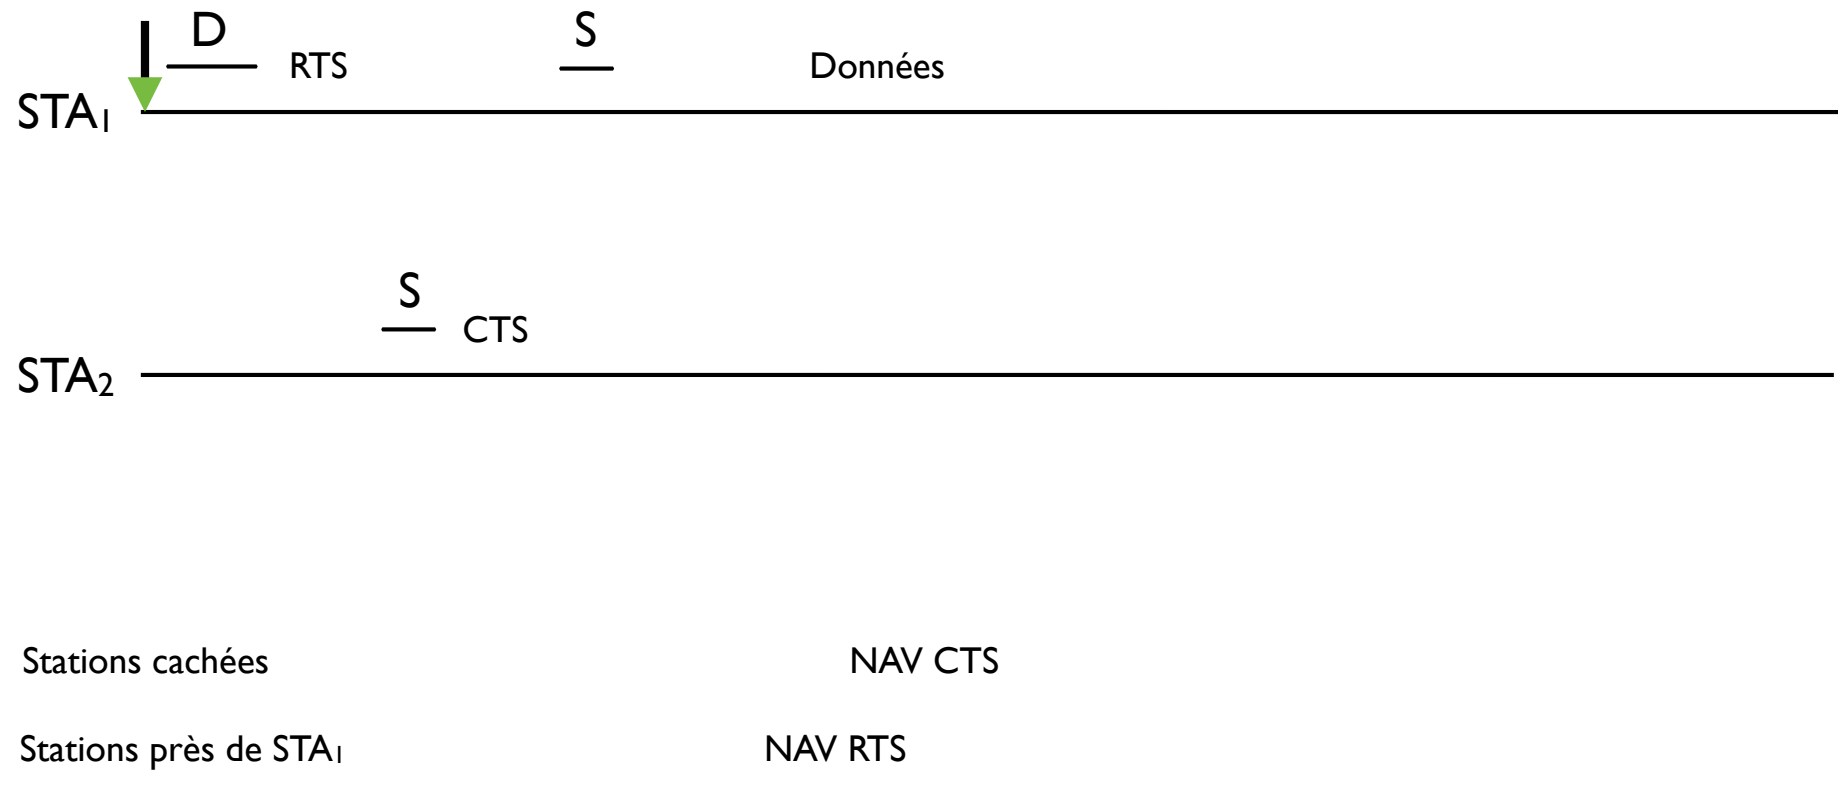 D
S
RTS
Données
STA₁
S
CTS
STA₂
Stations cachées
NAV CTS
Stations près de STA₁
NAV RTS